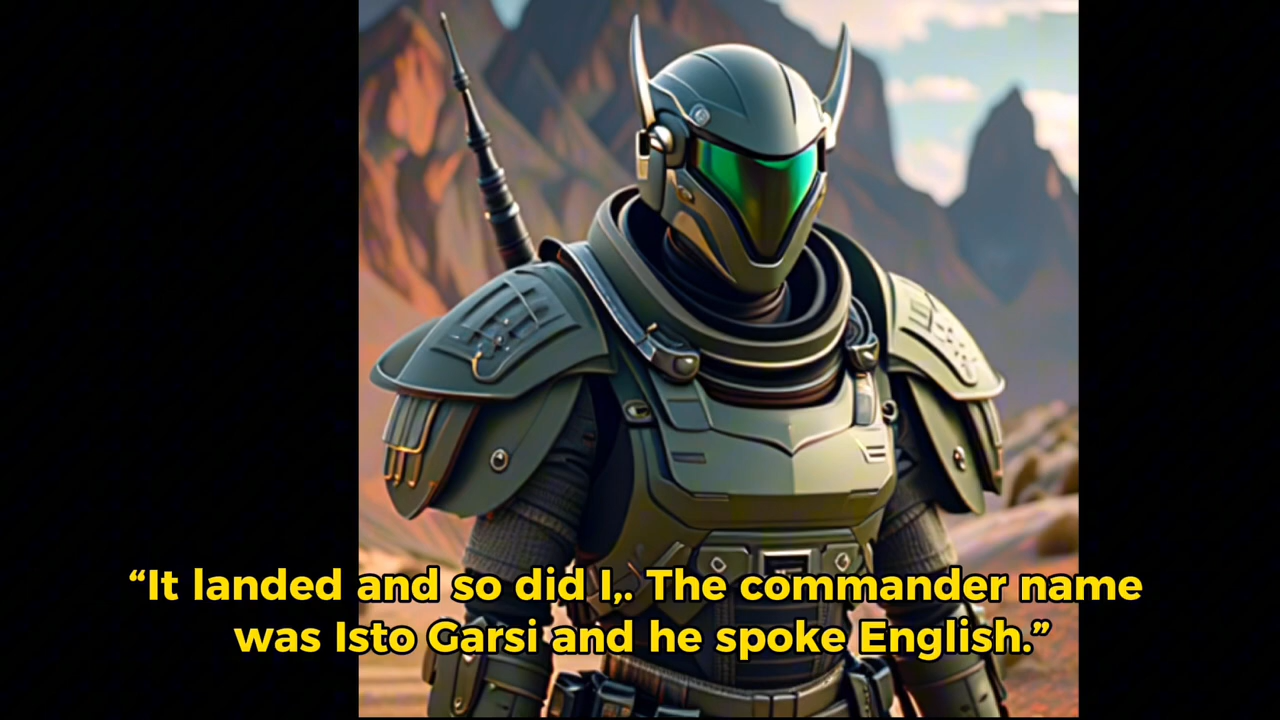 “It landed and so did I,. The commander name
was Isto Garsi and he spoke English.”